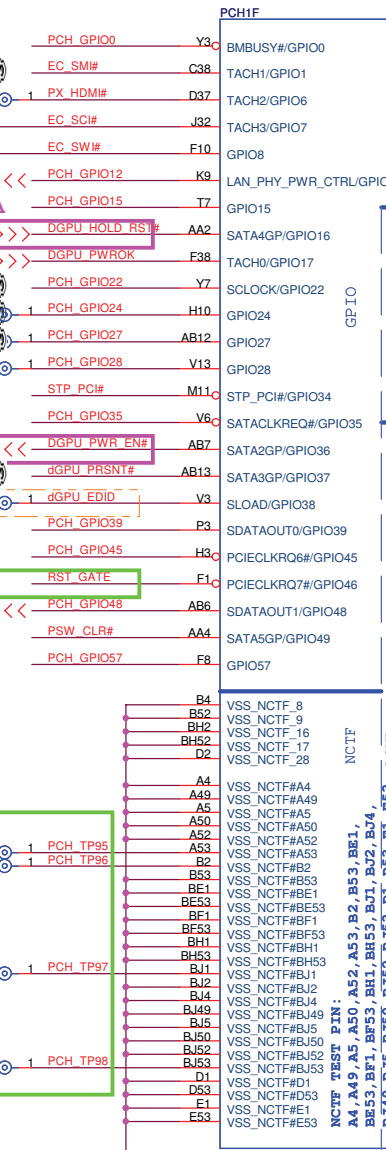 PCH1F
PCH_GPIO0 Y3 BMBUSY#/GPIO0
EC_SMI# C38 TACH1/GPIO1
1 PX_HDMI# D37 TACH2/GPIO6
EC_SCI# J32 TACH3/GPIO7
EC_SWI# F10 GPIO8
PCH_GPIO12 K9 LAN_PHY_PWR_CTRL/GPIO
PCH_GPIO15 T7 GPIO15
DGPU_HOLD_RST# AA2 SATA4GP/GPIO16
DGPU_PWROK F38 TACH0/GPIO17
PCH_GPIO22 Y7 SCLOCK/GPIO22
1 PCH_GPIO24 H10 GPIO24
1 PCH_GPIO27 AB12 GPIO27
1 PCH_GPIO28 V13 GPIO28
STP_PCI# M11 STP_PCI#/GPIO34
PCH_GPIO35 V6 SATACLKREQ#/GPIO35
DGPU_PWR_EN# AB7 SATA2GP/GPIO36
dGPU_PRSNT# AB13 SATA3GP/GPIO37
1 dGPU_EDID V3 SLOAD/GPIO38
PCH_GPIO39 P3 SDATAOUT0/GPIO39
PCH_GPIO45 H3 PCIECLKRQ6#/GPIO45
RST_GATE F1 PCIECLKRQ7#/GPIO46
PCH_GPIO48 AB6 SDATAOUT1/GPIO48
PSW_CLR# AA4 SATA5GP/GPIO49
PCH_GPIO57 F8 GPIO57
GPIO
B4 VSS_NCTF_8
B52 VSS_NCTF_9
BH2 VSS_NCTF_16
BH52 VSS_NCTF_17
D2 VSS_NCTF_28
NCTF
A4 VSS_NCTF#A4
A49 VSS_NCTF#A49
A5 VSS_NCTF#A5
A50 VSS_NCTF#A50
A52 VSS_NCTF#A52
1 PCH_TP95 A53 VSS_NCTF#A53
1 PCH_TP96 B2 VSS_NCTF#B2
B53 VSS_NCTF#B53
BE1 VSS_NCTF#BE1
BE53 VSS_NCTF#BE53
BF1 VSS_NCTF#BF1
BF53 VSS_NCTF#BF53
BH1 VSS_NCTF#BH1
BH53 VSS_NCTF#BH53
1 PCH_TP97 BJ1 VSS_NCTF#BJ1
BJ2 VSS_NCTF#BJ2
BJ4 VSS_NCTF#BJ4
BJ49 VSS_NCTF#BJ49
BJ5 VSS_NCTF#BJ5
BJ50 VSS_NCTF#BJ50
BJ52 VSS_NCTF#BJ52
1 PCH_TP98 BJ53 VSS_NCTF#BJ53
D1 VSS_NCTF#D1
D53 VSS_NCTF#D53
E1 VSS_NCTF#E1
E53 VSS_NCTF#E53
NCTF TEST PIN:
A4,A49,A5,A50,A52,A53,B2,B53,BE1,
BE53,BF1,BF53,BH1,BH53,BJ1,BJ2,BJ4,